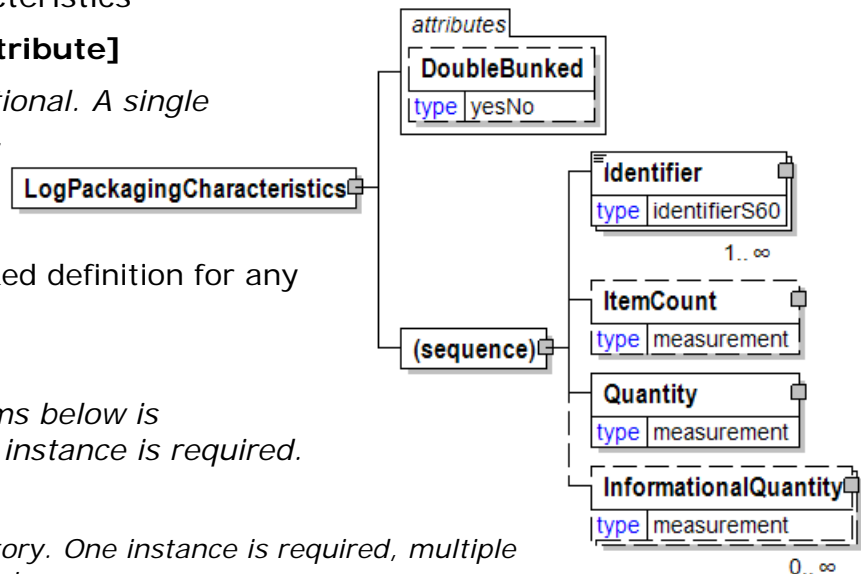 cteristics
tribute]
tional. A single
ed definition for any
ms below is
instance is required.
tory. One instance is required, multiple
LogPackagingCharacteristics
attributes
DoubleBunked
type yesNo
(sequence)
Identifier
type identifierS60
1.. ∞
ItemCount
type measurement
Quantity
type measurement
InformationalQuantity
type measurement
0.. ∞